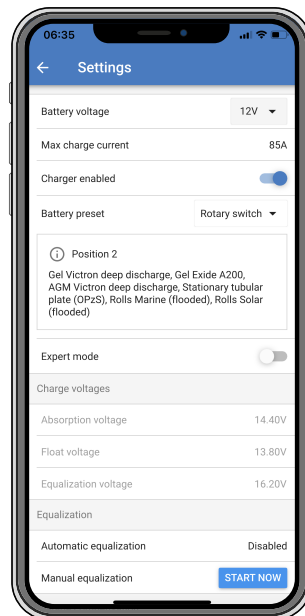 06:35
Settings
Battery voltage 12V
Max charge current 85A
Charger enabled
Battery preset Rotary switch
Position 2
Gel Victron deep discharge, Gel Exide A200,
AGM Victron deep discharge, Stationary tubular
plate (OPzS), Rolls Marine (flooded), Rolls Solar
(flooded)
Expert mode
Charge voltages
Absorption voltage 14.40V
Float voltage 13.80V
Equalization voltage 16.20V
Equalization
Automatic equalization Disabled
Manual equalization START NOW